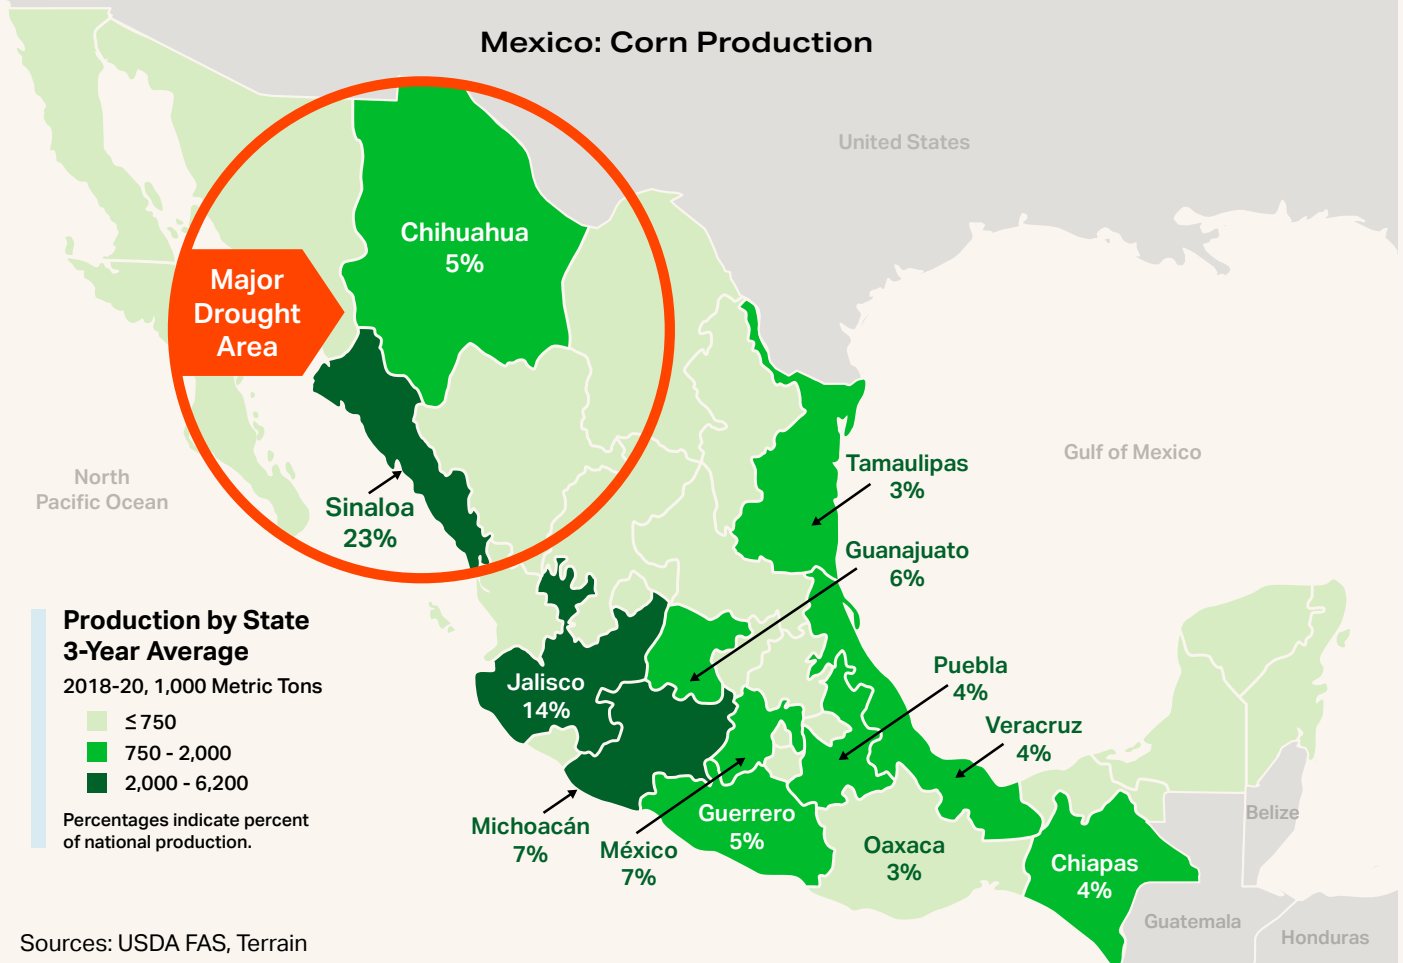 Mexico: Corn Production
United States
Chihuahua
5%
Major
Drought
Area
Gulf of Mexico
Tamaulipas
3%
North
Pacific Ocean
Sinaloa
23%
Guanajuato
6%
Production by State
3-Year Average
2018-20, 1,000 Metric Tons
≤750
750 - 2,000
2,000 - 6,200
Percentages indicate percent
of national production.
Jalisco
14%
Puebla
4%
Veracruz
4%
Michoacán
7%
México
7%
Guerrero
5%
Oaxaca
3%
Chiapas
4%
Belize
Guatemala
Honduras
Sources: USDA FAS, Terrain